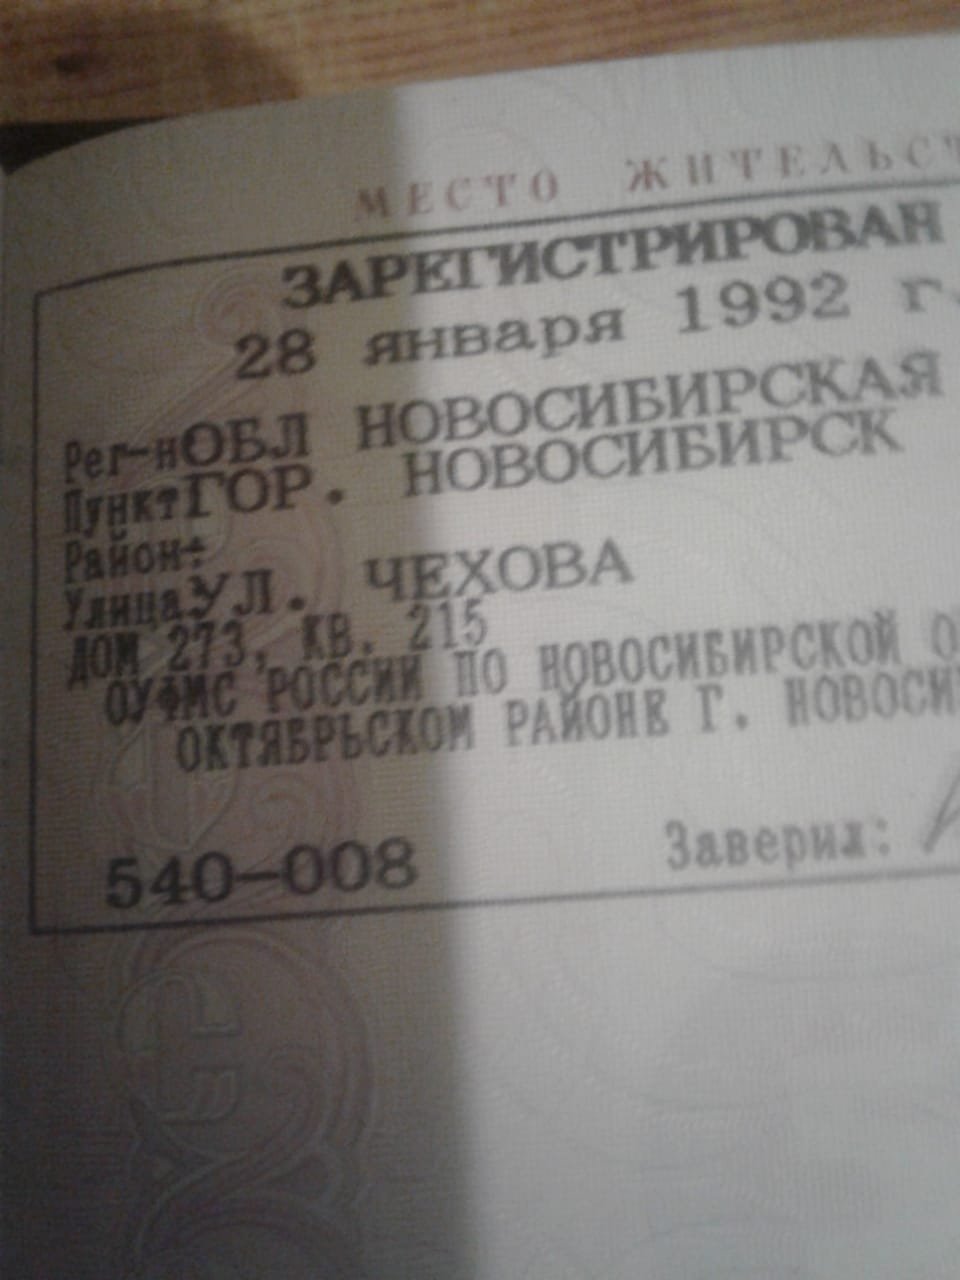 МЕСТО ЖИТЕЛЬСТ
ЗАРЕГИСТРИРОВАН
28 января 1992 г.
Рег-нОБЛ НОВОСИБИРСКАЯ
ПунктГОР. НОВОСИБИРСК
Район:
УлицаУЛ. ЧЕХОВА
ДОМ 273, КВ. 215
ОУФМС РОССИИ ПО НОВОСИБИРСКОЙ О
ОКТЯБРЬСКОМ РАЙОНЕ Г. НОВОСИ
Заверил:
540-008